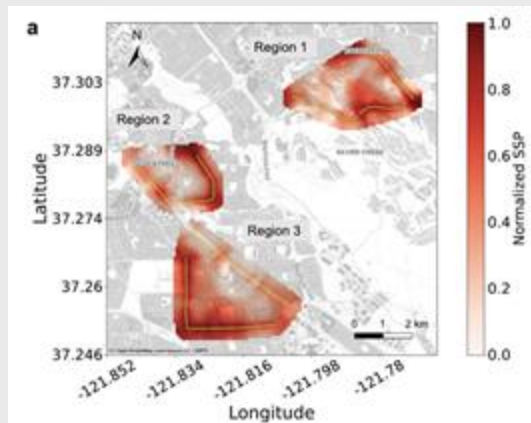 a
N
Region 1
Region 2
Region 3
37.303
37.289
37.274
37.26
37.246
Latitude
-121.852
-121.834
-121.816
-121.798
-121.78
Longitude
0 1 2 km
1.0
0.8
0.6
0.4
0.2
0.0
Normalized SSP